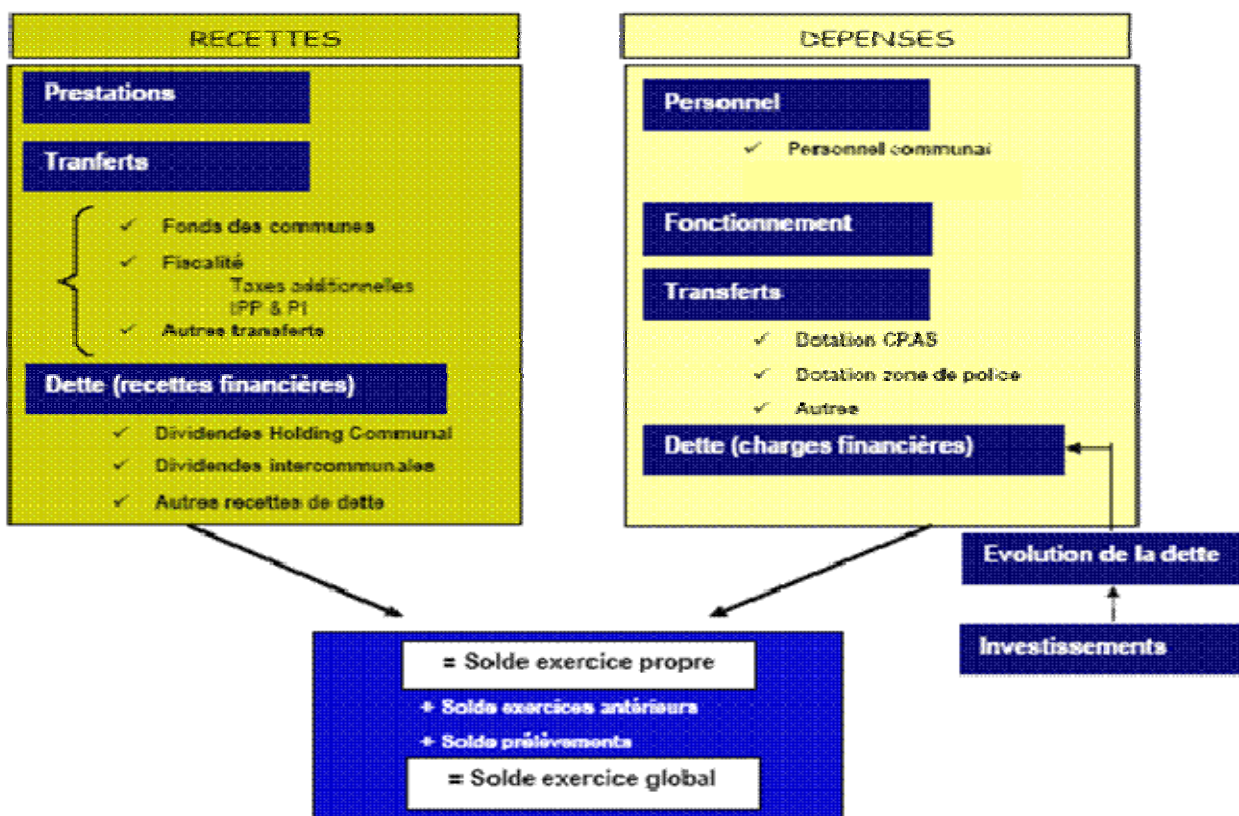 RECETTES
Prestations
Tranferts
✓ Fonds des communes
✓ Fiscalité
Taxes additionnelles
IPP & PI
✓ Autres transferts
Dette (recettes financières)
✓ Dividendes Holding Communal
✓ Dividendes intercommunales
✓ Autres recettes de dette
DEPENSES
Personnel
✓ Personnel communal
Fonctionnement
Transferts
✓ Dotation CPAS
✓ Dotation zone de police
✓ Autres
Dette (charges financières)
Evolution de la dette
Investissements
= Solde exercice propre
+ Solde exercices antérieurs
+ Solde prélèvements
= Solde exercice global